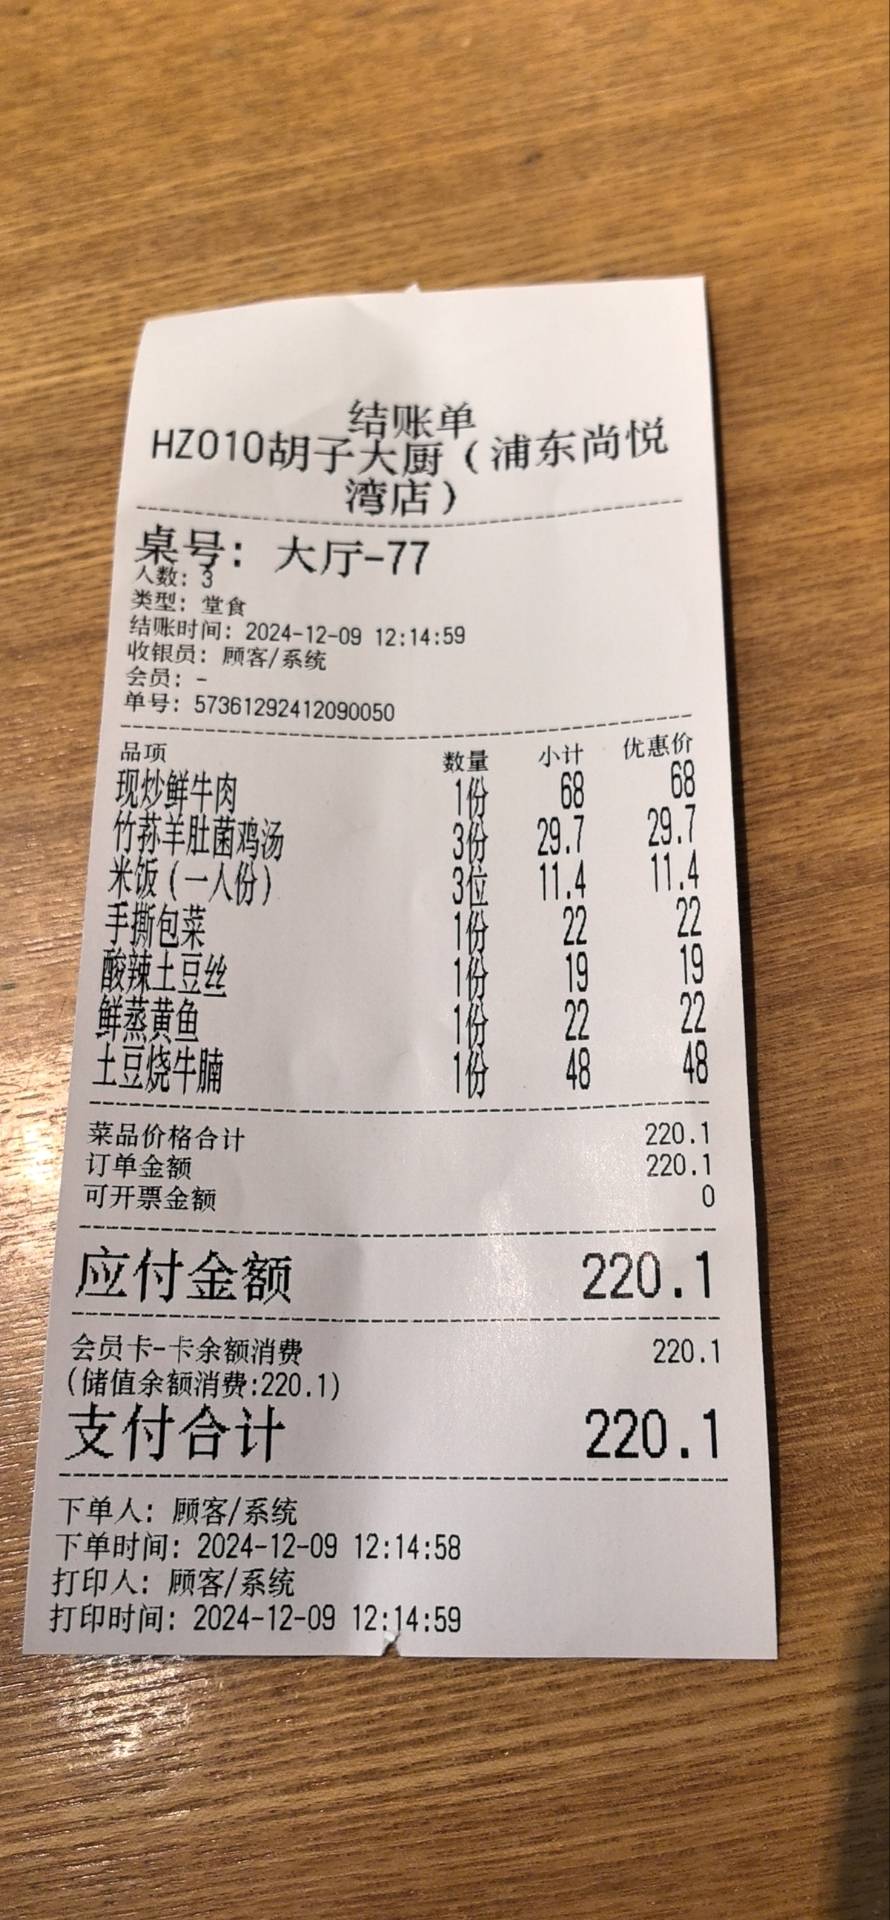 结账单
HZ010胡子大厨（浦东尚悦
湾店）
桌号：大厅-77
人数：3
类型：堂食
结账时间：2024-12-09 12:14:59
收银员：顾客/系统
会员：-
单号：57361292412090050
品项 数量 小计 优惠价
现炒鲜牛肉 1份 68 68
竹荪羊肚菌鸡汤 3份 29.7 29.7
米饭（一人份） 3位 11.4 11.4
手撕包菜 1份 22 22
酸辣土豆丝 1份 19 19
鲜蒸黄鱼 1份 22 22
土豆烧牛腩 1份 48 48
菜品价格合计 220.1
订单金额 220.1
可开票金额 0
应付金额 220.1
会员卡-卡余额消费 220.1
(储值余额消费:220.1)
支付合计 220.1
下单人：顾客/系统
下单时间：2024-12-09 12:14:58
打印人：顾客/系统
打印时间：2024-12-09 12:14:59